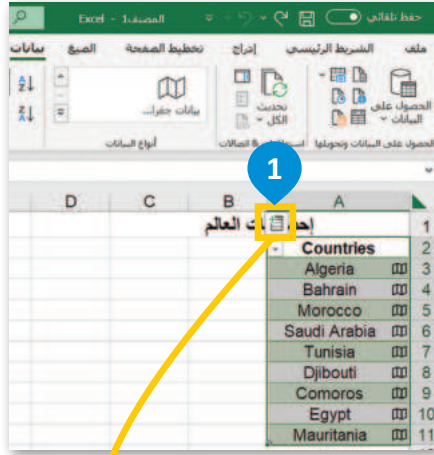 حفظ تلقائي
المصنف1 - Excel
ملف الشريط الرئيسي إدراج تخطيط الصفحة الصيغ بيانات
الحصول على البيانات
تحديث الكل
بيانات جغرا...
الحصول على البيانات وتحويلها & اتصالات
أنواع البيانات
1
A B C D
1 العالم
2 Countries
3 Algeria
4 Bahrain
5 Morocco
6 Saudi Arabia
7 Tunisia
8 Djibouti
9 Comoros
10 Egypt
11 Mauritania